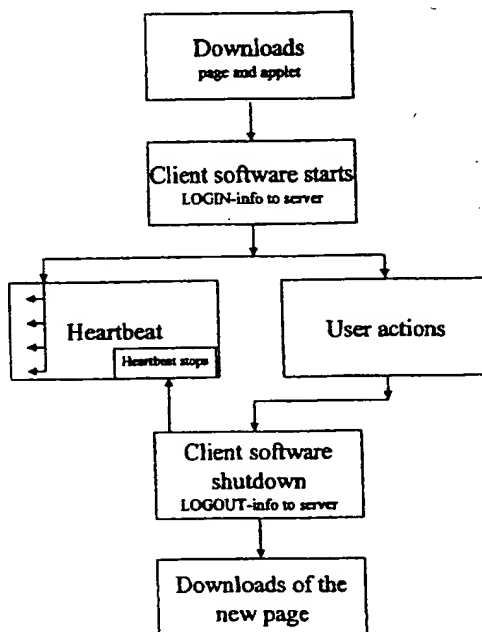 Downloads
page and applet
Client software starts
LOGIN-info to server
Heartbeat
Heartbeat stops
User actions
Client software
shutdown
LOGOUT-info to server
Downloads of the
new page